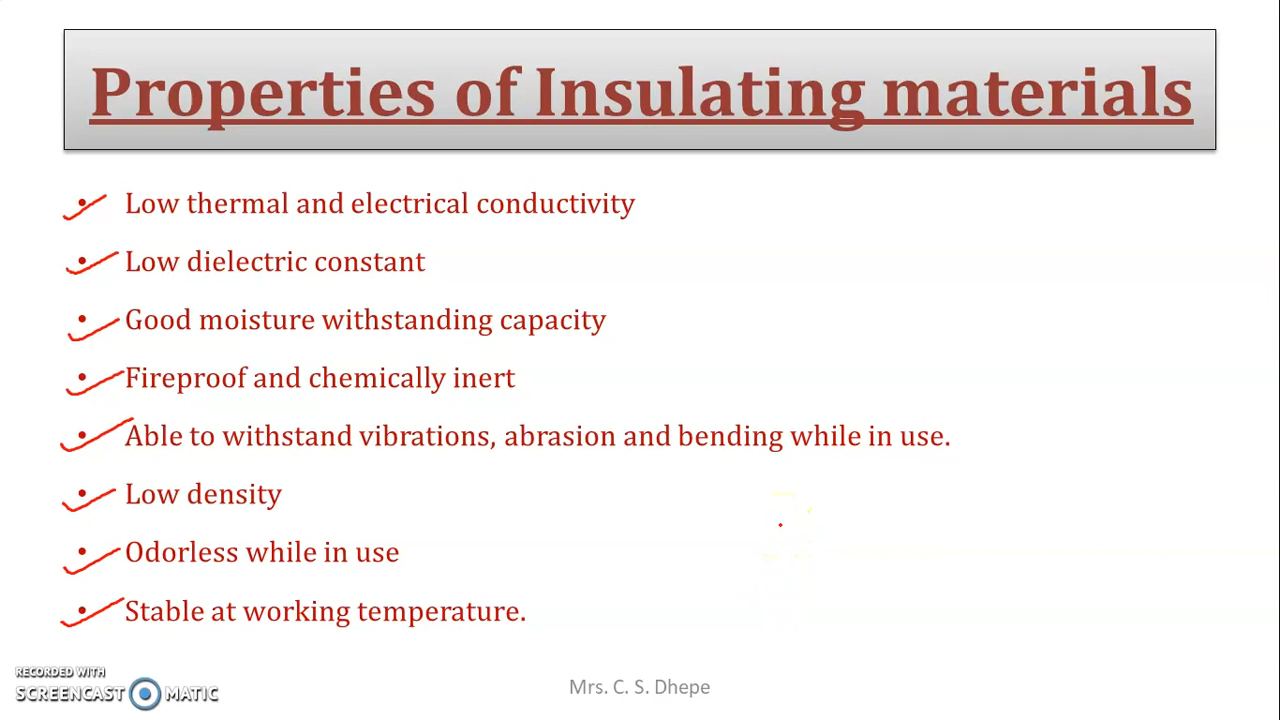 Properties of Insulating materials
• Low thermal and electrical conductivity
• Low dielectric constant
• Good moisture withstanding capacity
• Fireproof and chemically inert
• Able to withstand vibrations, abrasion and bending while in use.
• Low density
• Odorless while in use
• Stable at working temperature.
RECORDED WITH
SCREENCAST MATIC
Mrs. C. S. Dhepe